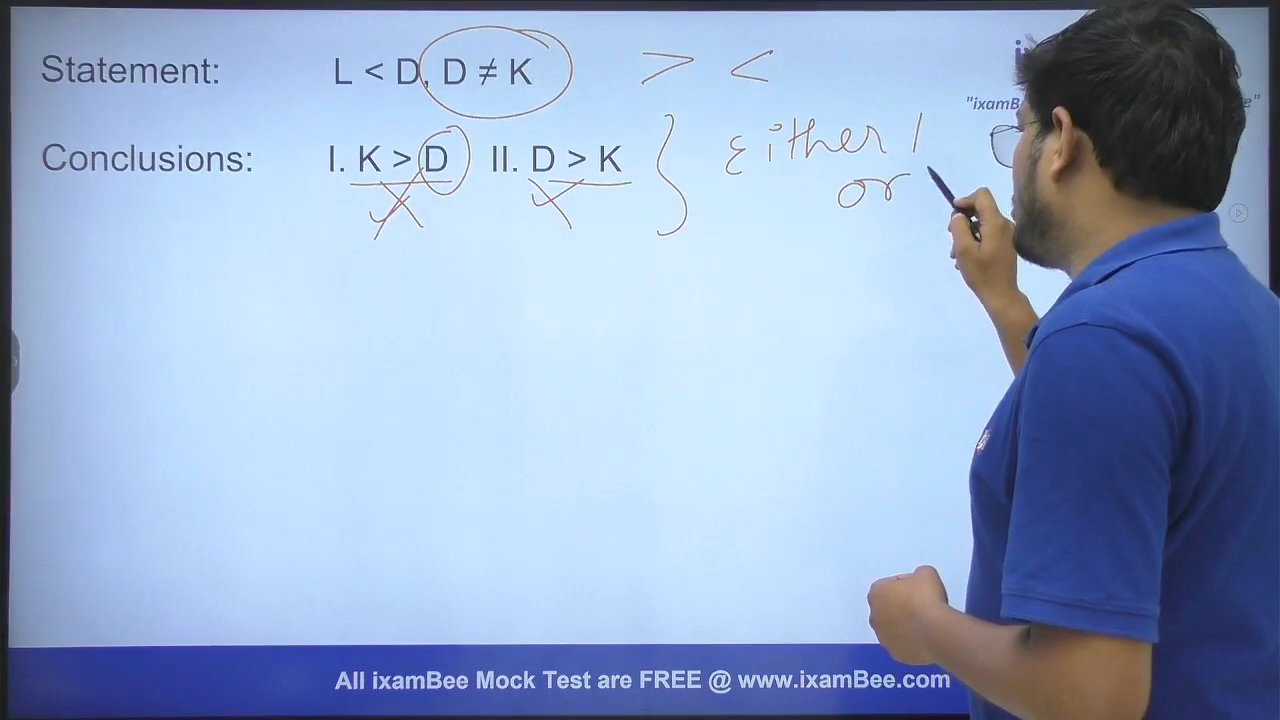 Statement: L < D, D ≠ K > <
Conclusions: I. K > D II. D > K } Either I
or
"ixamB
All ixamBee Mock Test are FREE @ www.ixamBee.com